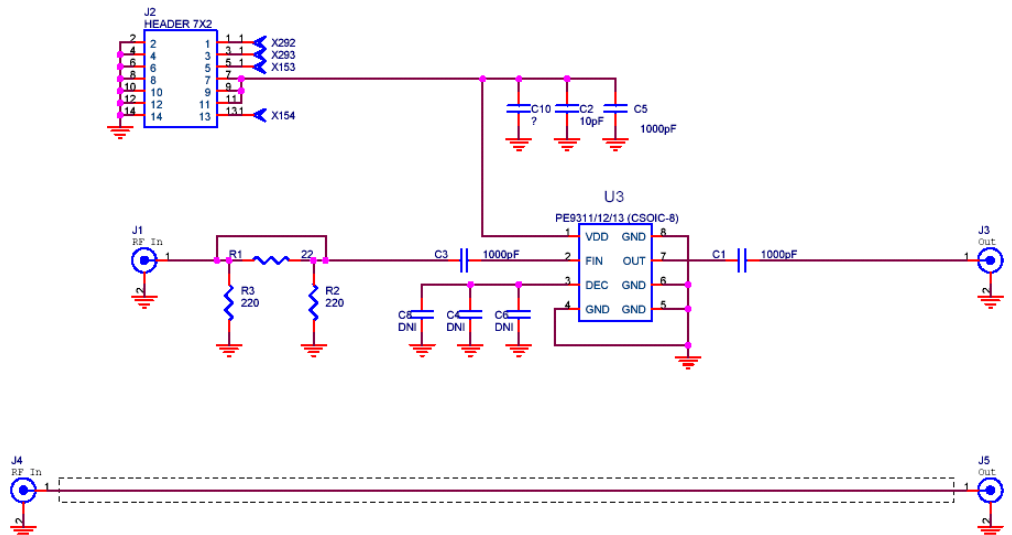 J2
HEADER 7X2
2 2 1 1 1 X292
4 4 3 3 1 X293
6 6 5 5 1 X153
8 8 7 7
10 10 9 9
12 12 11 11
14 14 13 13 1 X154
C10
?
C2
10pF
C5
1000pF
U3
PE9311/12/13 (CSOIC-8)
1 VDD GND 8
2 FIN OUT 7
3 DEC GND 6
4 GND GND 5
J1
RF In
1
2
R1 22
R3
220
R2
220
C3 1000pF
C8
DNI
C4
DNI
C6
DNI
C1 1000pF
J3
Out
1
2
J4
RF In
1
2
J5
Out
1
2